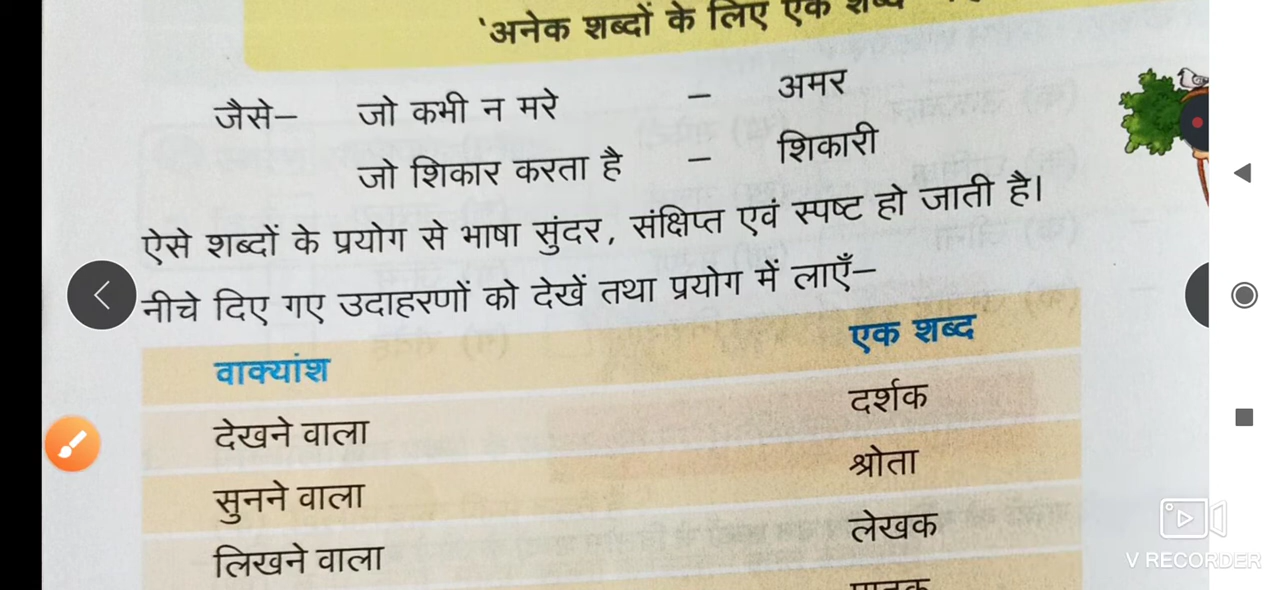 'अनेक शब्दों के लिए एक शब्द'
जैसे– जो कभी न मरे – अमर
जो शिकार करता है – शिकारी
ऐसे शब्दों के प्रयोग से भाषा सुंदर, संक्षिप्त एवं स्पष्ट हो जाती है।
नीचे दिए गए उदाहरणों को देखें तथा प्रयोग में लाएँ–
वाक्यांश एक शब्द
देखने वाला दर्शक
सुनने वाला श्रोता
लिखने वाला लेखक
V RECORDER